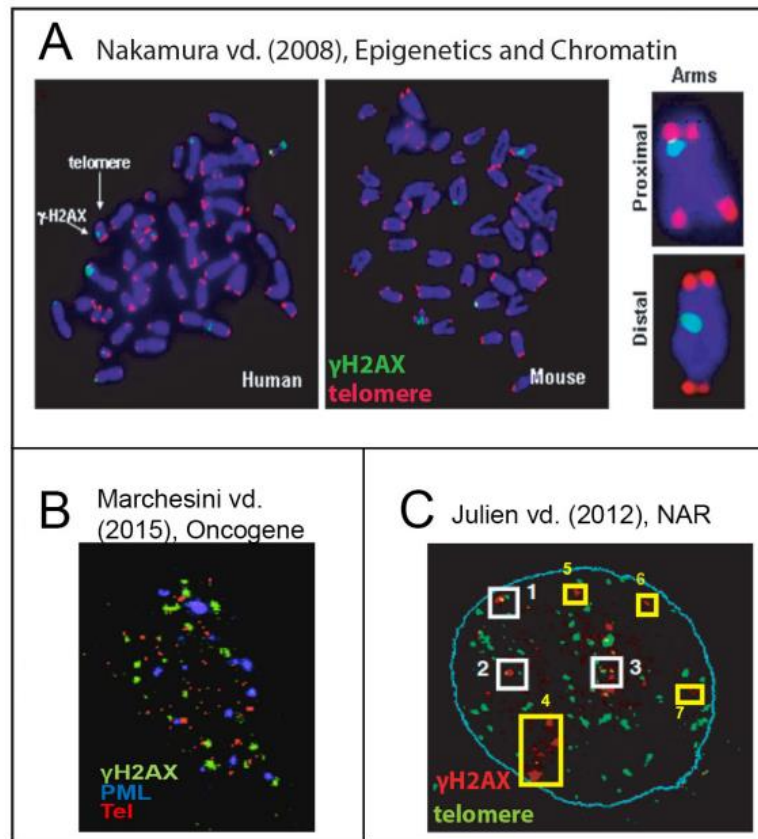 A Nakamura vd. (2008), Epigenetics and Chromatin
Arms
telomere
γ-H2AX
Human
γH2AX
telomere
Mouse
Proximal
Distal
B Marchesini vd.
(2015), Oncogene
γH2AX
PML
Tel
C Julien vd. (2012), NAR
1
2
3
4
5
6
7
γH2AX
telomere